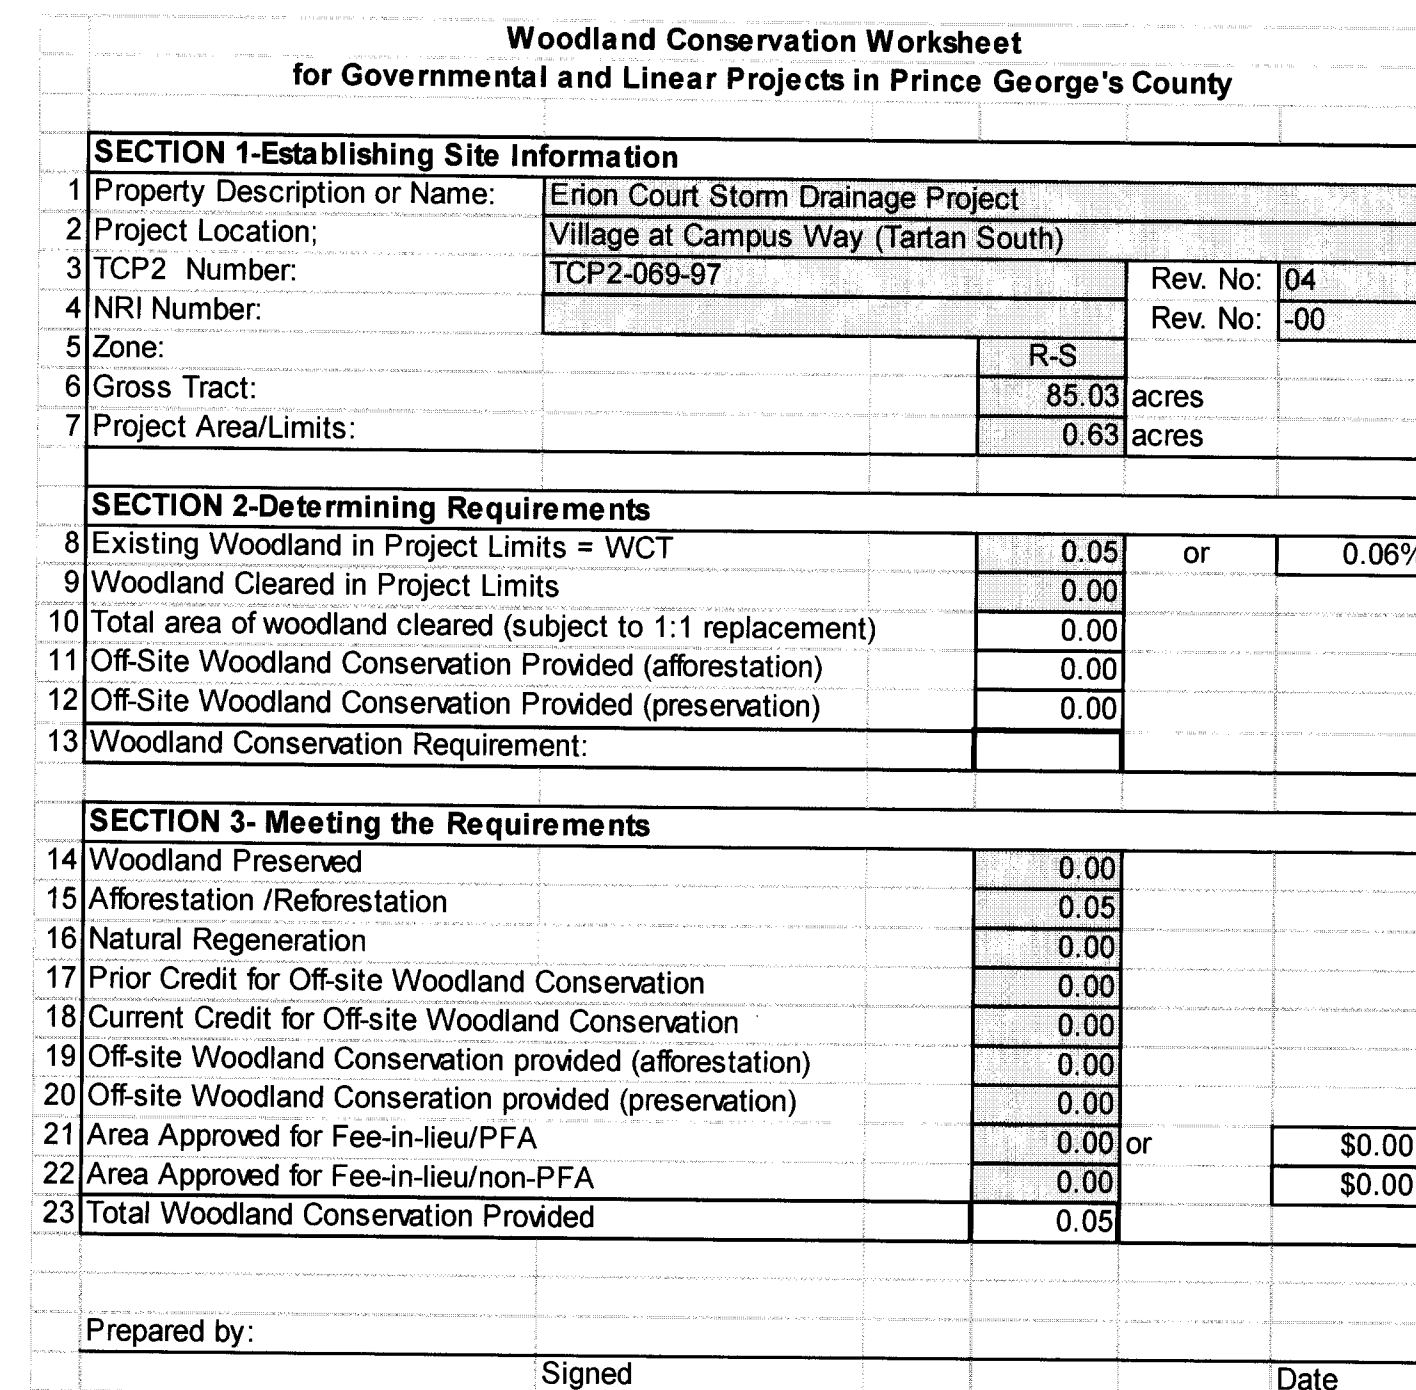 Woodland Conservation Worksheet
for Governmental and Linear Projects in Prince George's County
SECTION 1-Establishing Site Information
1 Property Description or Name: Erion Court Storm Drainage Project
2 Project Location; Village at Campus Way (Tartan South)
3 TCP2 Number: TCP2-069-97 Rev. No: 04
4 NRI Number: Rev. No: -00
5 Zone: R-S
6 Gross Tract: 85.03 acres
7 Project Area/Limits: 0.63 acres
SECTION 2-Determining Requirements
8 Existing Woodland in Project Limits = WCT 0.05 or 0.06%
9 Woodland Cleared in Project Limits 0.00
10 Total area of woodland cleared (subject to 1:1 replacement) 0.00
11 Off-Site Woodland Conservation Provided (afforestation) 0.00
12 Off-Site Woodland Conservation Provided (preservation) 0.00
13 Woodland Conservation Requirement:
SECTION 3- Meeting the Requirements
14 Woodland Preserved 0.00
15 Afforestation /Reforestation 0.05
16 Natural Regeneration 0.00
17 Prior Credit for Off-site Woodland Conservation 0.00
18 Current Credit for Off-site Woodland Conservation 0.00
19 Off-site Woodland Conservation provided (afforestation) 0.00
20 Off-site Woodland Conseration provided (preservation) 0.00
21 Area Approved for Fee-in-lieu/PFA 0.00 or $0.00
22 Area Approved for Fee-in-lieu/non-PFA 0.00 $0.00
23 Total Woodland Conservation Provided 0.05
Prepared by:
Signed Date